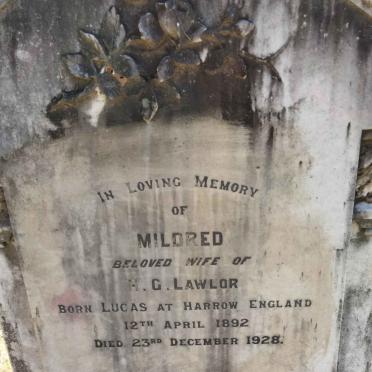 IN LOVING MEMORY
OF
MILDRED
BELOVED WIFE OF
H. G. LAWLOR
BORN LUCAS AT HARROW ENGLAND
12TH APRIL 1892
DIED 23RD DECEMBER 1928.